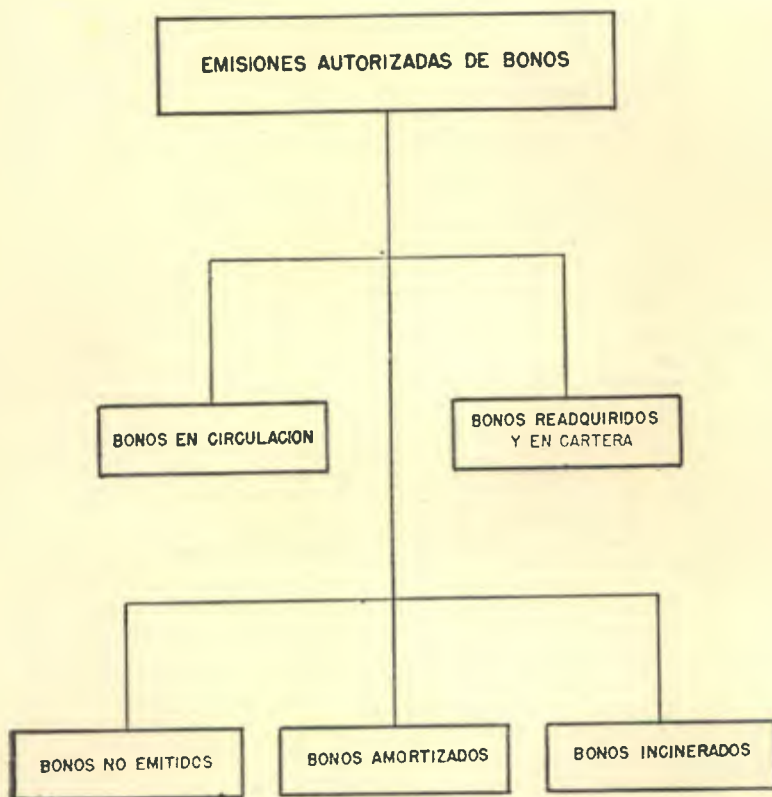 EMISIONES AUTORIZADAS DE BONOS
BONOS EN CIRCULACION
BONOS READQUIRIDOS
Y EN CARTERA
BONOS NO EMITIDOS
BONOS AMORTIZADOS
BONOS INCINERADOS